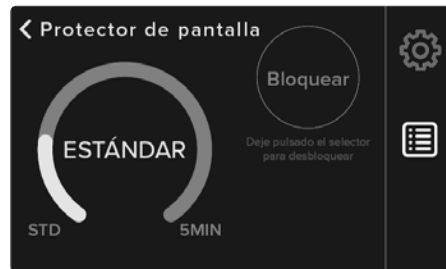 Protector de pantalla
Bloquear
ESTÁNDAR
Deje pulsado el selector
para desbloquear
STD
5MIN